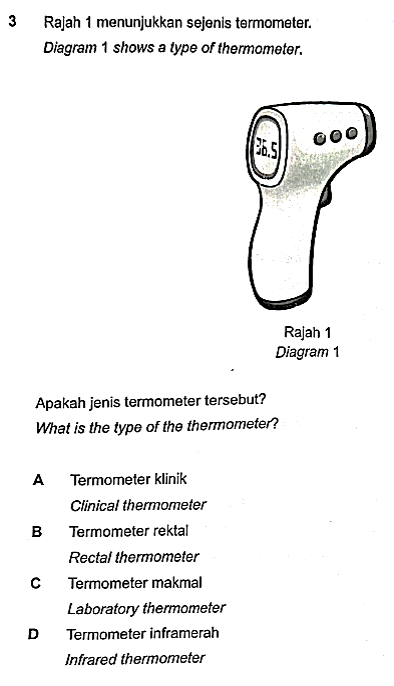 3 Rajah 1 menunjukkan sejenis termometer.
Diagram 1 shows a type of thermometer.
36.5
Rajah 1
Diagram 1
Apakah jenis termometer tersebut?
What is the type of the thermometer?
A Termometer klinik
Clinical thermometer
B Termometer rektal
Rectal thermometer
C Termometer makmal
Laboratory thermometer
D Termometer inframerah
Infrared thermometer